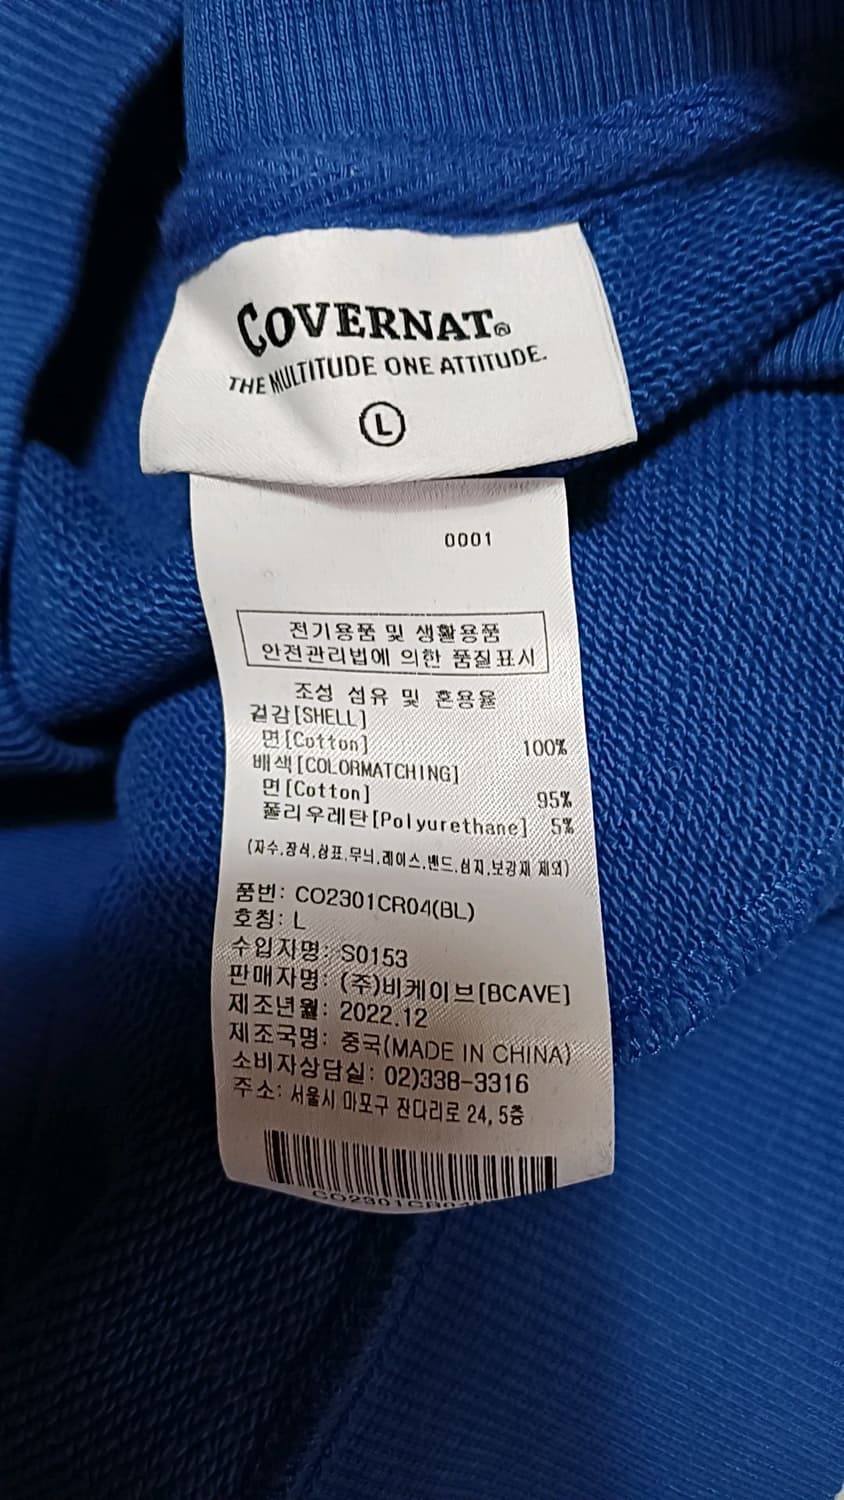 COVERNAT®
THE MULTITUDE ONE ATTITUDE.
L
0001
전기용품 및 생활용품
안전관리법에 의한 품질표시
조성 섬유 및 혼용율
겉감[SHELL]
면[Cotton] 100%
배색[COLORMATCHING]
면[Cotton] 95%
폴리우레탄[Polyurethane] 5%
(자수.장식.상표.무늬.레이스.밴드.심지.보강재 제외)
품번: CO2301CR04(BL)
호칭: L
수입자명: S0153
판매자명: (주)비케이브[BCAVE]
제조년월: 2022.12
제조국명: 중국(MADE IN CHINA)
소비자상담실: 02)338-3316
주소: 서울시 마포구 잔다리로 24, 5층